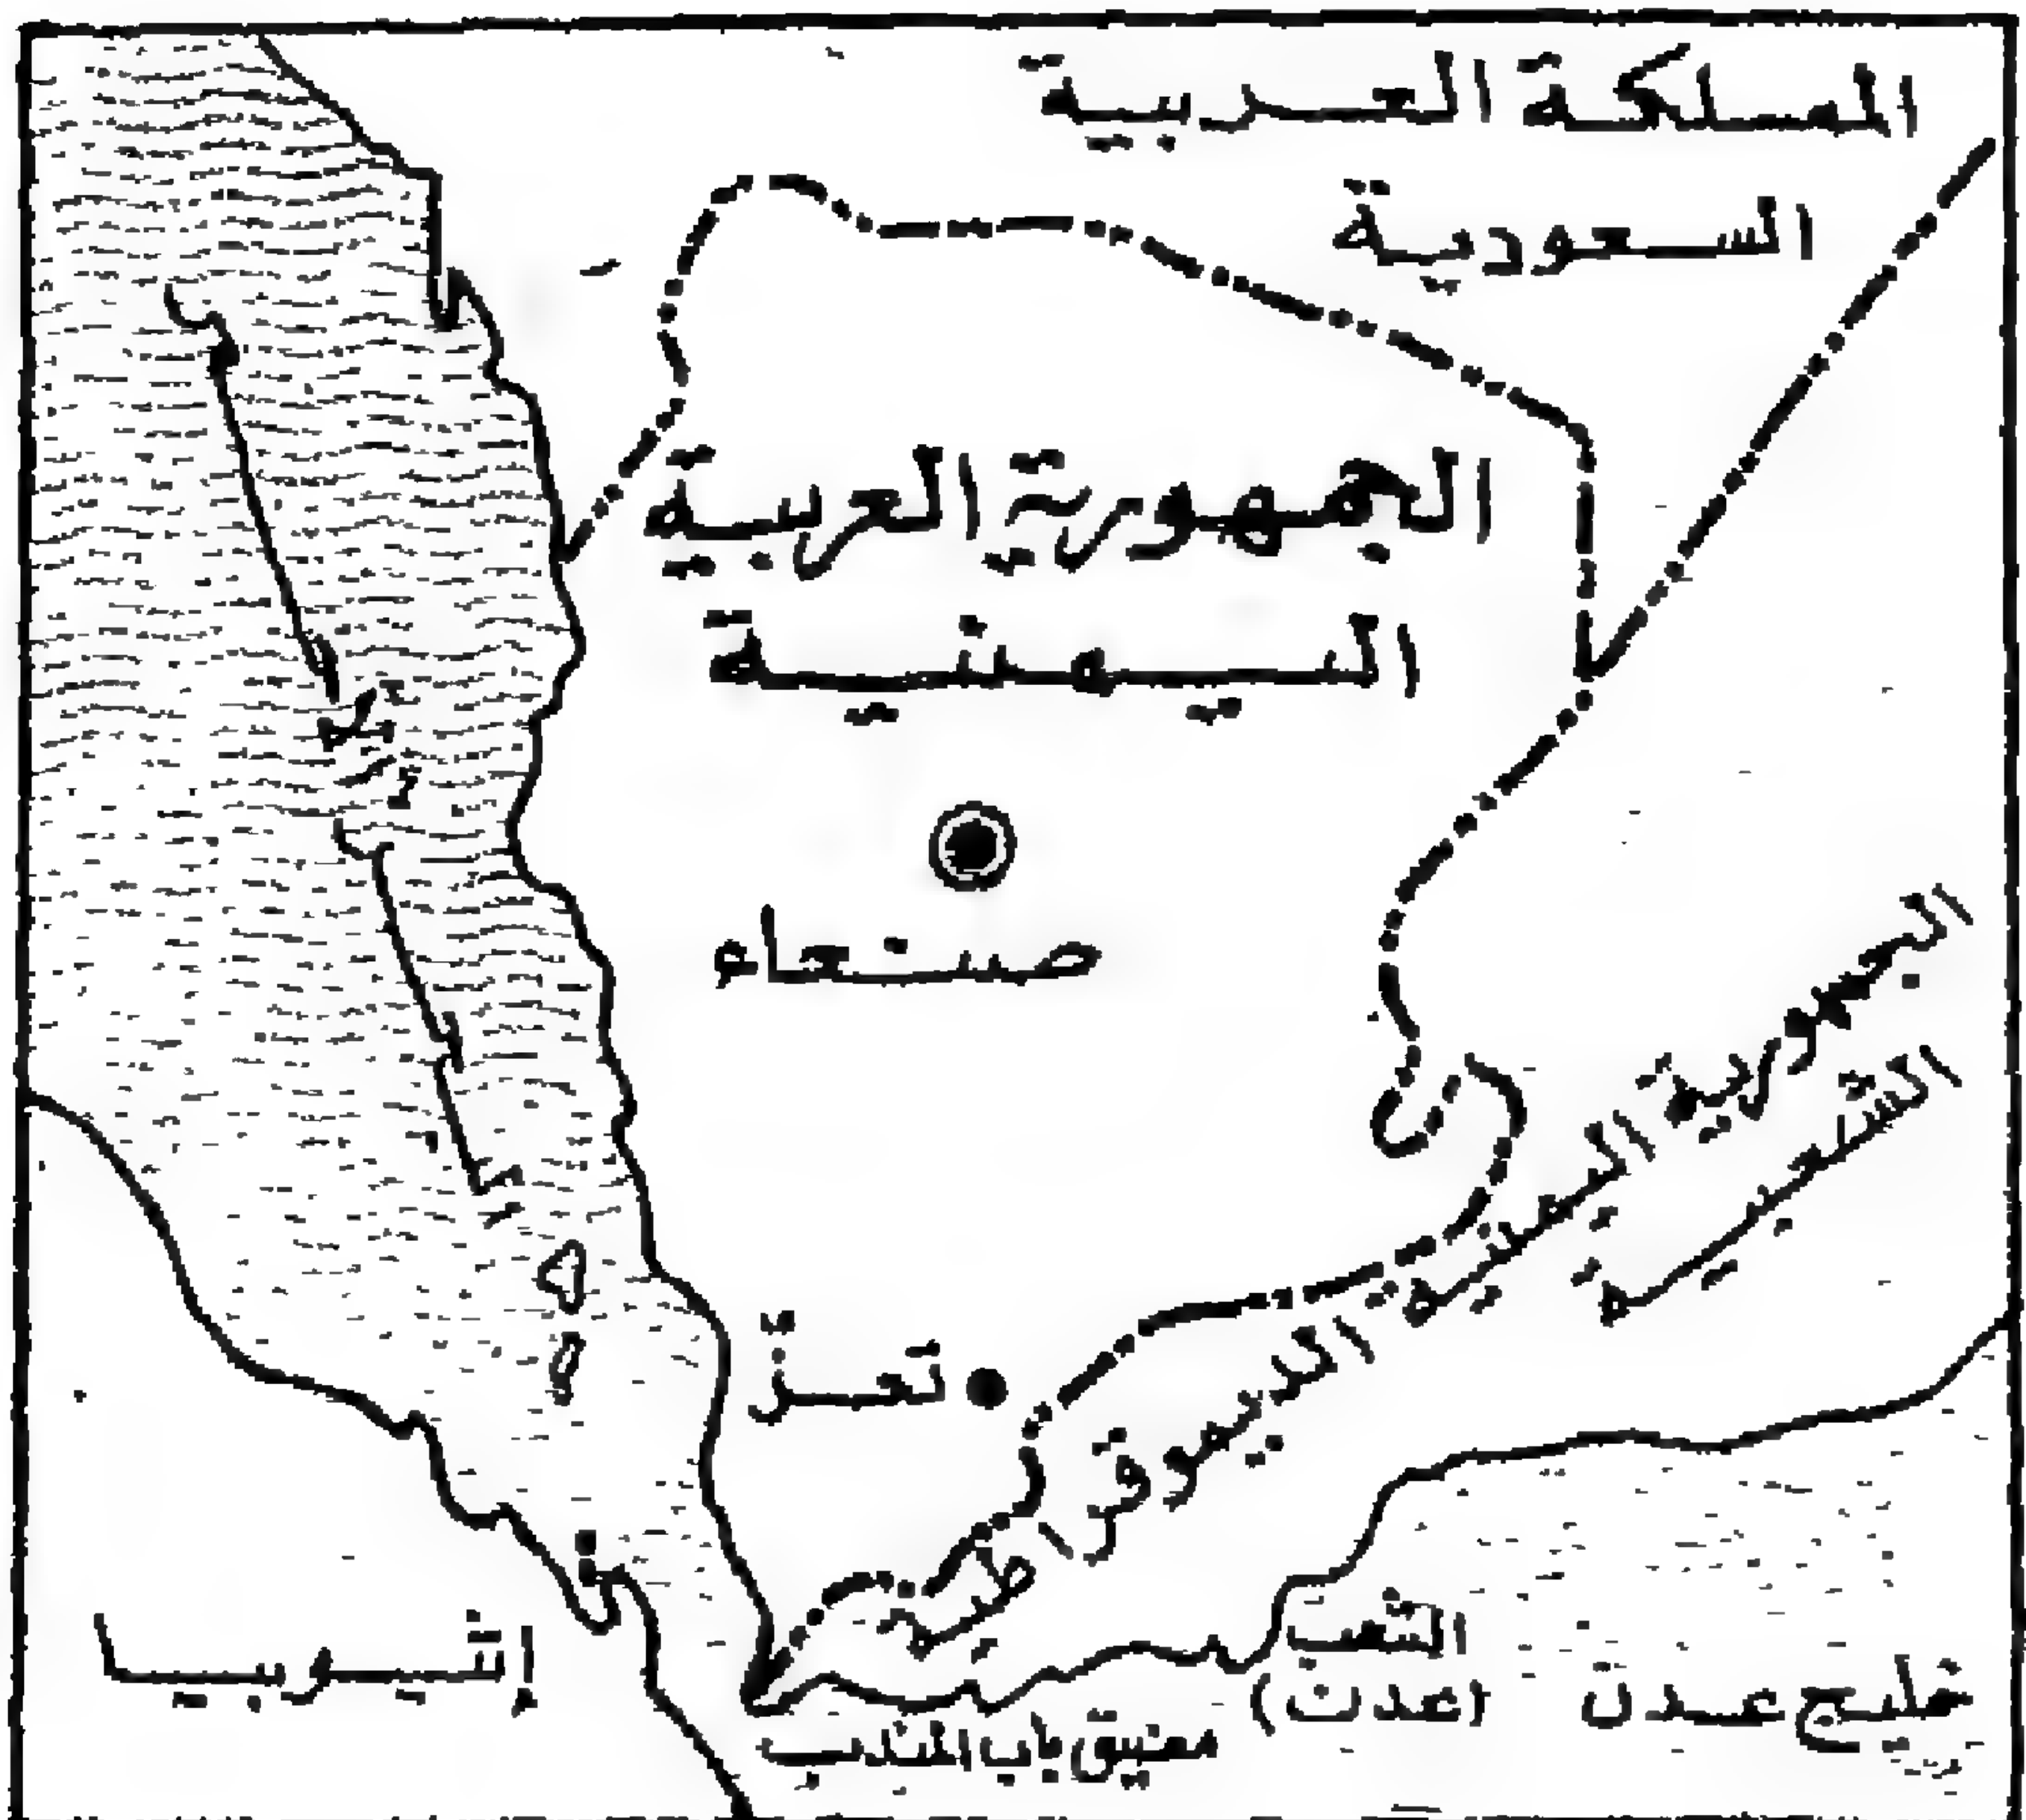 المملكة العربية
السعودية
الجمهورية العربية
اليمنية
صنعاء
الجمهورية اليمنية الديموقراطية
الشعبية
تعزّ
إثيوبيا
الشعب
(عدن)
خليج عدن
مضيق باب المندب